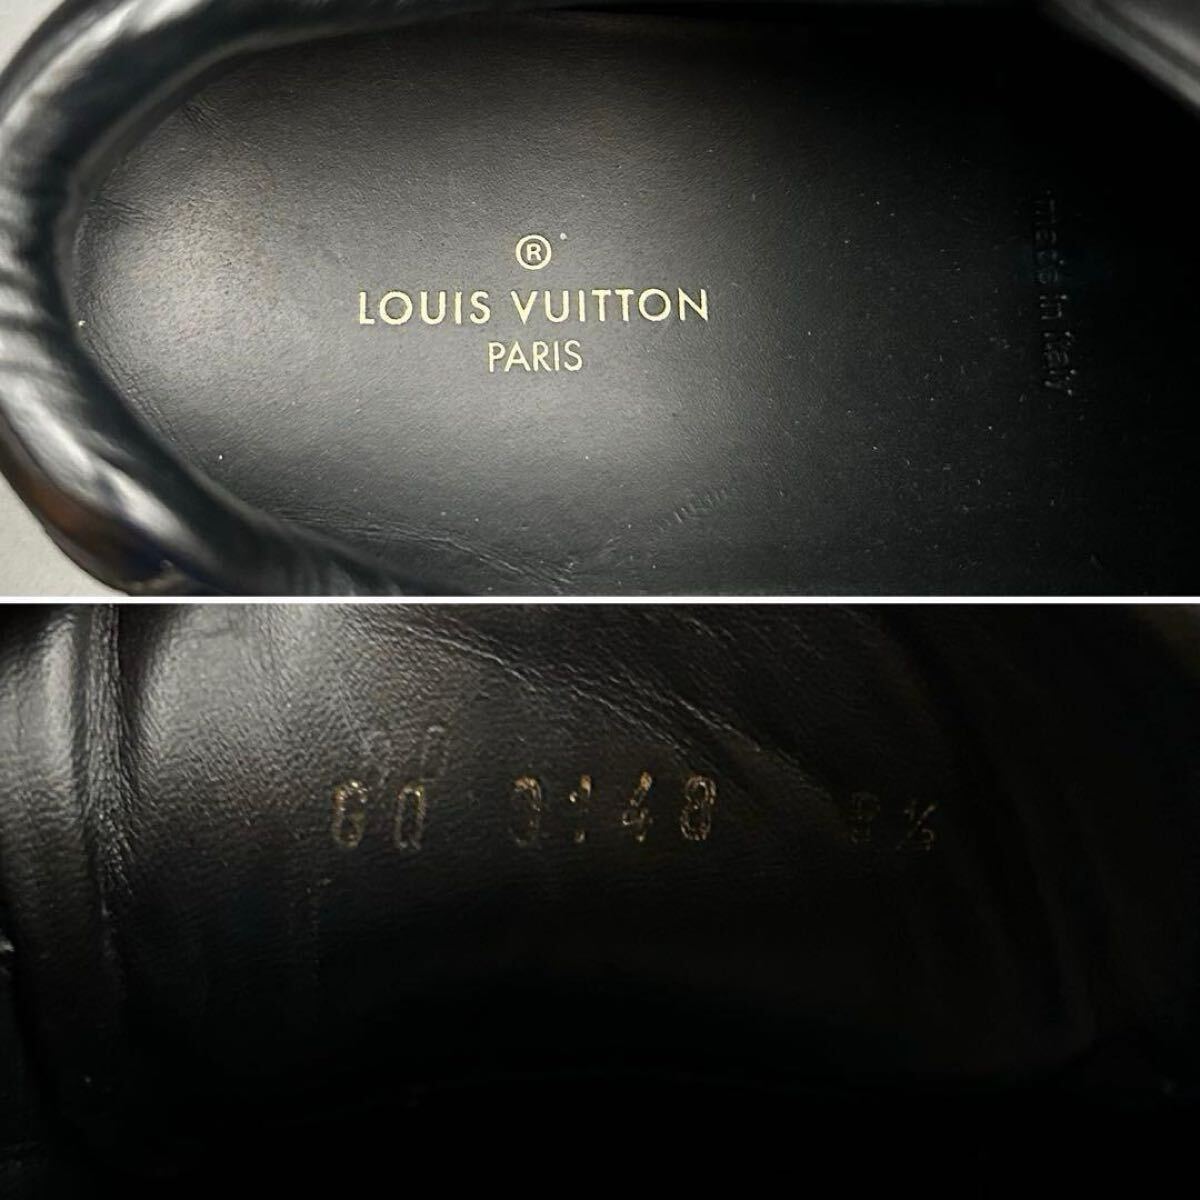 ®
LOUIS VUITTON
PARIS
made in italy
GO 0148 8½